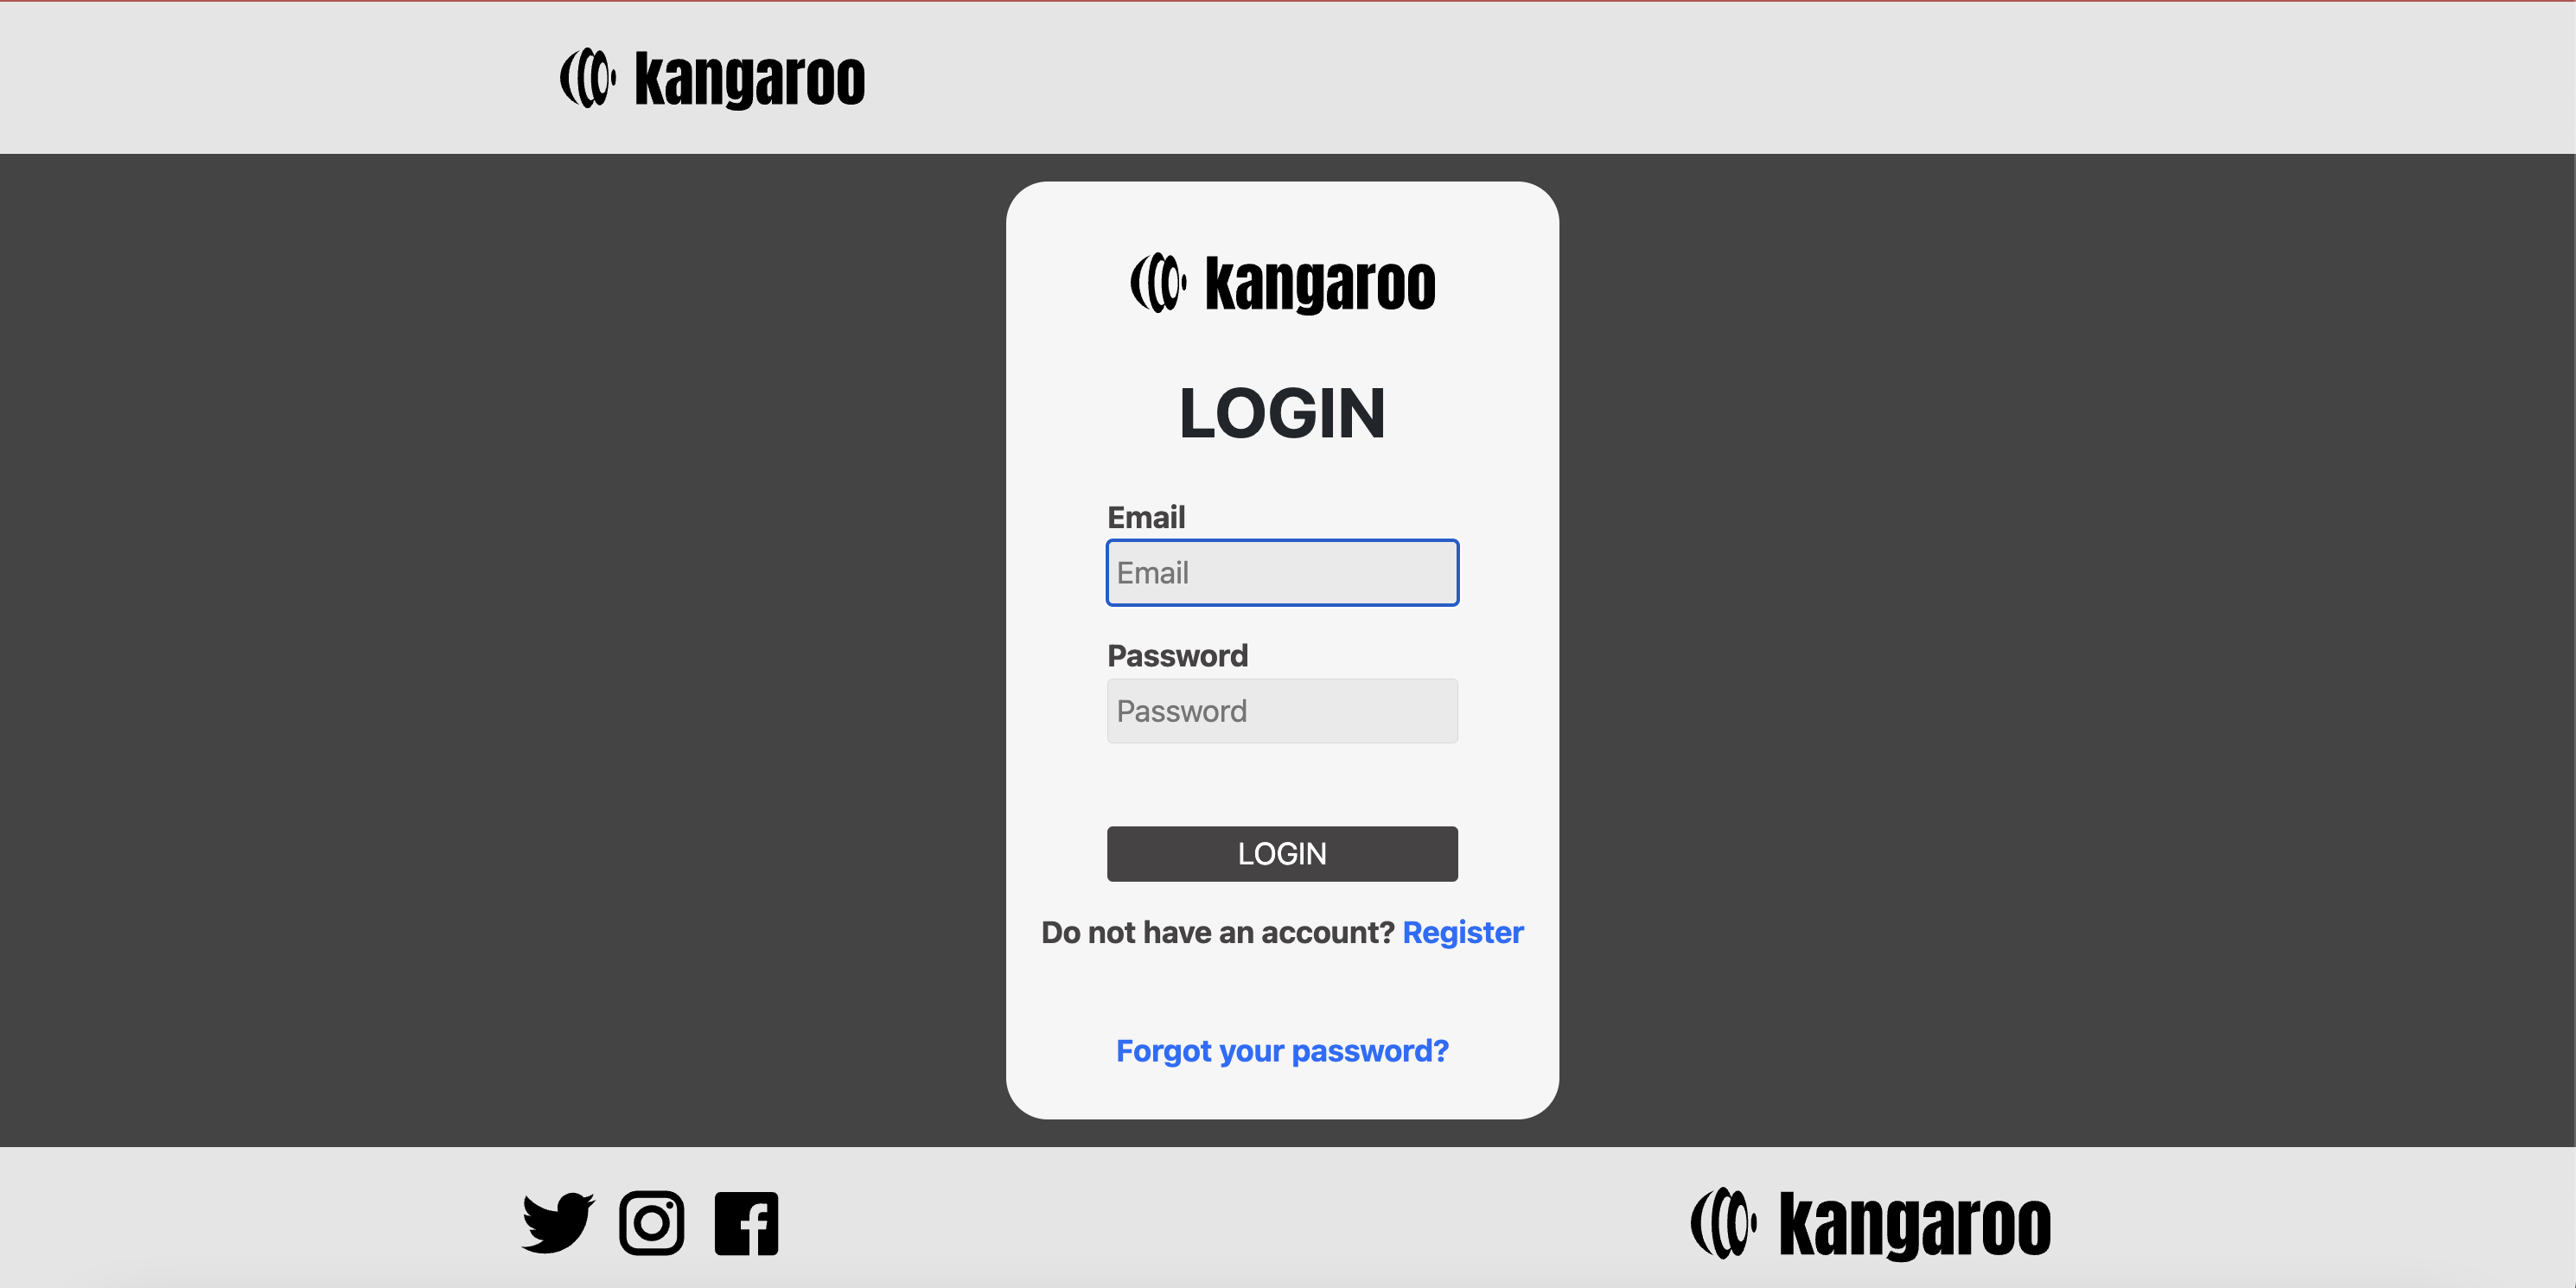 kangaroo
kangaroo
LOGIN
Email
Email
Password
Password
LOGIN
Do not have an account? Register
Forgot your password?
kangaroo